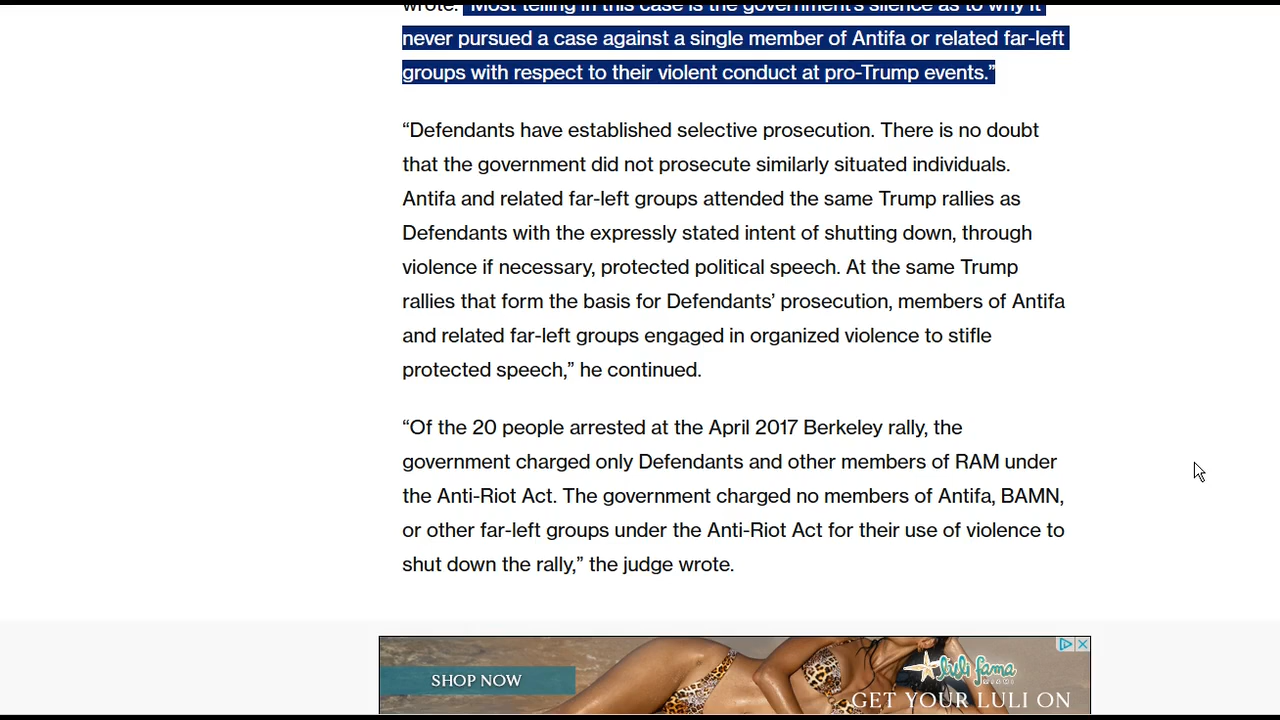 wrote. “Most telling in this case is the government’s silence as to why it
never pursued a case against a single member of Antifa or related far-left
groups with respect to their violent conduct at pro-Trump events.”
“Defendants have established selective prosecution. There is no doubt
that the government did not prosecute similarly situated individuals.
Antifa and related far-left groups attended the same Trump rallies as
Defendants with the expressly stated intent of shutting down, through
violence if necessary, protected political speech. At the same Trump
rallies that form the basis for Defendants’ prosecution, members of Antifa
and related far-left groups engaged in organized violence to stifle
protected speech,” he continued.
“Of the 20 people arrested at the April 2017 Berkeley rally, the
government charged only Defendants and other members of RAM under
the Anti-Riot Act. The government charged no members of Antifa, BAMN,
or other far-left groups under the Anti-Riot Act for their use of violence to
shut down the rally,” the judge wrote.
luli fama
MIAMI
SHOP NOW
GET YOUR LULI ON